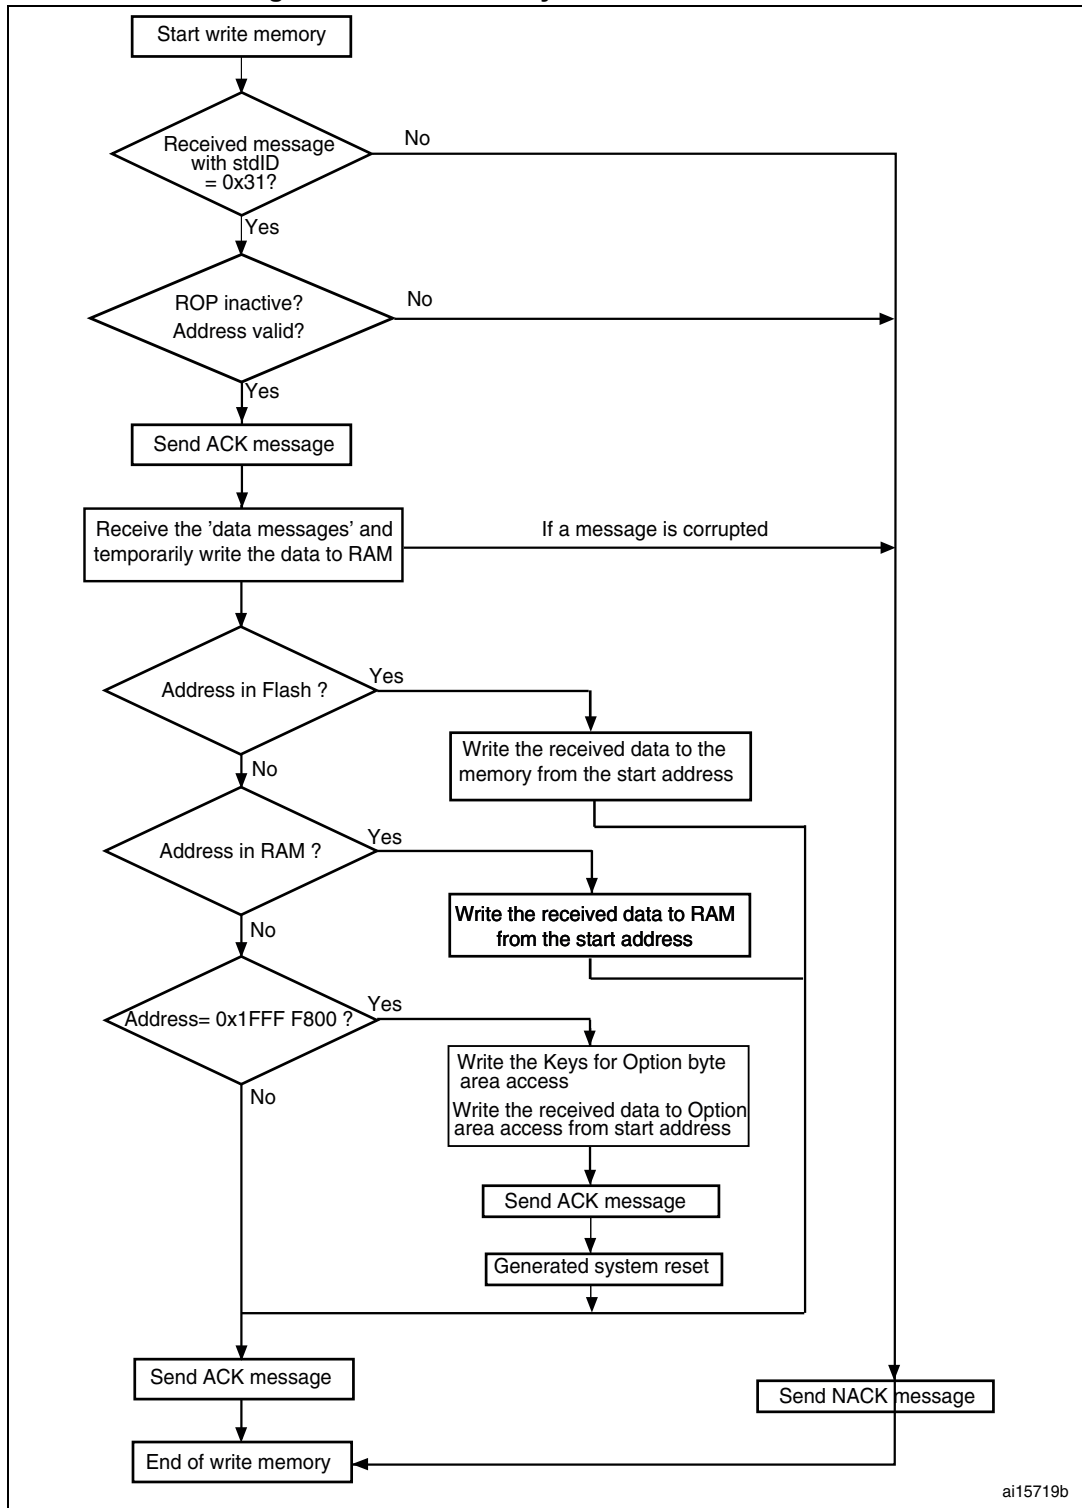 Start write memory
Received message
with stdID
= 0x31?
No
Yes
ROP inactive?
Address valid?
No
Yes
Send ACK message
Receive the 'data messages' and
temporarily write the data to RAM
If a message is corrupted
Address in Flash ?
Yes
Write the received data to the
memory from the start address
No
Address in RAM ?
Yes
Write the received data to RAM
from the start address
No
Address= 0x1FFF F800 ?
Yes
Write the Keys for Option byte
area access
Write the received data to Option
area access from start address
No
Send ACK message
Generated system reset
Send ACK message
Send NACK message
End of write memory
ai15719b